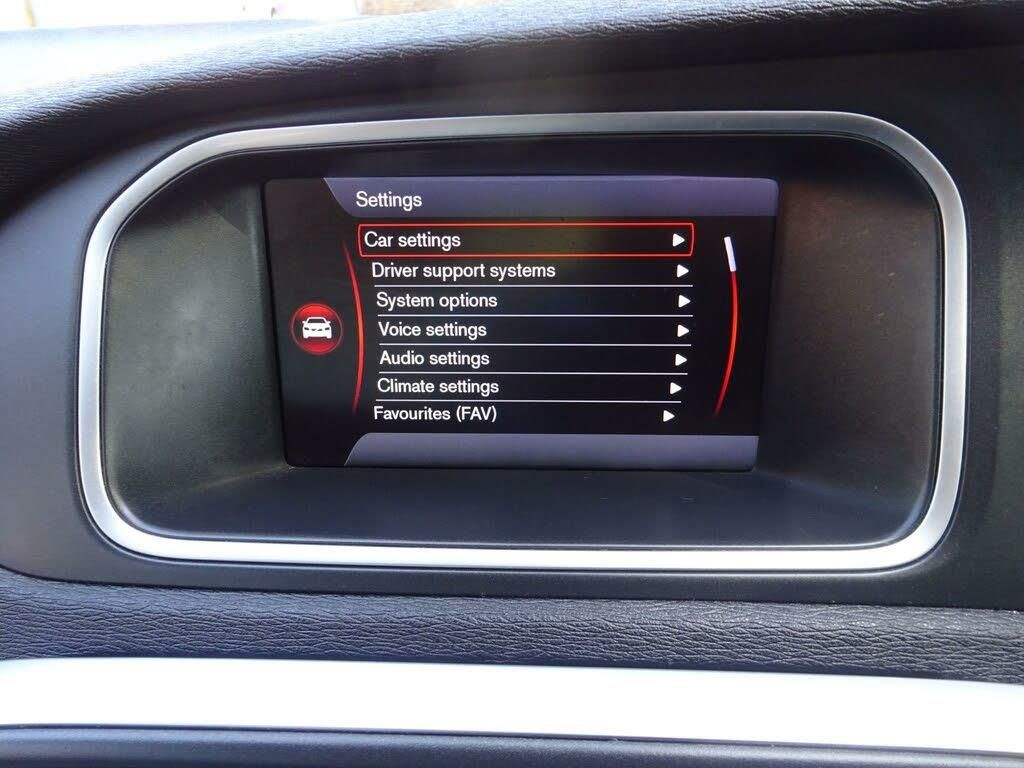 Settings
Car settings
Driver support systems
System options
Voice settings
Audio settings
Climate settings
Favourites (FAV)